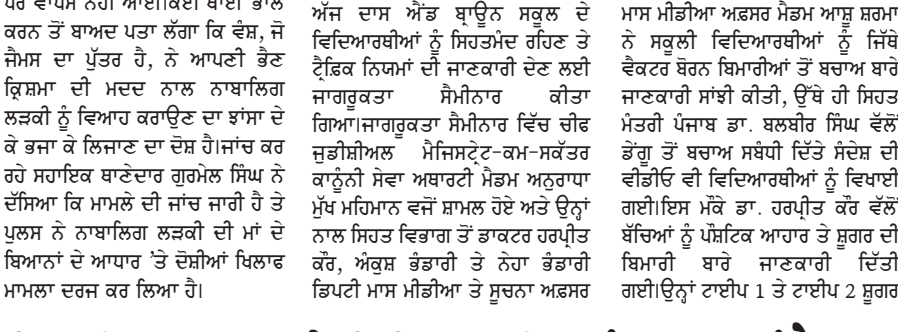 ਕਰਨ ਤੋਂ ਬਾਅਦ ਪਤਾ ਲੱਗਾ ਕਿ ਵੰਸ਼, ਜੋ
ਜੈਮਸ ਦਾ ਪੁੱਤਰ ਹੈ, ਨੇ ਆਪਣੀ ਭੈਣ
ਕ੍ਰਿਸ਼ਮਾ ਦੀ ਮਦਦ ਨਾਲ ਨਾਬਾਲਿਗ
ਲੜਕੀ ਨੂੰ ਵਿਆਹ ਕਰਾਉਣ ਦਾ ਝਾਂਸਾ ਦੇ
ਕੇ ਭਜਾ ਕੇ ਲਿਜਾਣ ਦਾ ਦੋਸ਼ ਹੈ।ਜਾਂਚ ਕਰ
ਰਹੇ ਸਹਾਇਕ ਥਾਣੇਦਾਰ ਗੁਰਮੇਲ ਸਿੰਘ ਨੇ
ਦੱਸਿਆ ਕਿ ਮਾਮਲੇ ਦੀ ਜਾਂਚ ਜਾਰੀ ਹੈ ਤੇ
ਪੁਲਸ ਨੇ ਨਾਬਾਲਿਗ ਲੜਕੀ ਦੀ ਮਾਂ ਦੇ
ਬਿਆਨਾਂ ਦੇ ਆਧਾਰ 'ਤੇ ਦੋਸ਼ੀਆਂ ਖਿਲਾਫ
ਮਾਮਲਾ ਦਰਜ ਕਰ ਲਿਆ ਹੈ।
ਅੱਜ ਦਾਸ ਐਂਡ ਬ੍ਰਾਊਨ ਸਕੂਲ ਦੇ
ਵਿਦਿਆਰਥੀਆਂ ਨੂੰ ਸਿਹਤਮੰਦ ਰਹਿਣ ਤੇ
ਟ੍ਰੈਫ਼ਿਕ ਨਿਯਮਾਂ ਦੀ ਜਾਣਕਾਰੀ ਦੇਣ ਲਈ
ਜਾਗਰੂਕਤਾ ਸੈਮੀਨਾਰ ਕੀਤਾ
ਗਿਆ।ਜਾਗਰੂਕਤਾ ਸੈਮੀਨਾਰ ਵਿੱਚ ਚੀਫ
ਜੁਡੀਸ਼ੀਅਲ ਮੈਜਿਸਟ੍ਰੇਟ-ਕਮ-ਸਕੱਤਰ
ਕਾਨੂੰਨੀ ਸੇਵਾ ਅਥਾਰਟੀ ਮੈਡਮ ਅਨੁਰਾਧਾ
ਮੁੱਖ ਮਹਿਮਾਨ ਵਜੋਂ ਸ਼ਾਮਲ ਹੋਏ ਅਤੇ ਉਨ੍ਹਾਂ
ਨਾਲ ਸਿਹਤ ਵਿਭਾਗ ਤੋਂ ਡਾਕਟਰ ਹਰਪ੍ਰੀਤ
ਕੌਰ, ਅੰਕੁਸ਼ ਭੰਡਾਰੀ ਤੇ ਨੇਹਾ ਭੰਡਾਰੀ
ਡਿਪਟੀ ਮਾਸ ਮੀਡੀਆ ਤੇ ਸੂਚਨਾ ਅਫ਼ਸਰ
ਮਾਸ ਮੀਡੀਆ ਅਫ਼ਸਰ ਮੈਡਮ ਆਸ਼ੂ ਸ਼ਰਮਾ
ਨੇ ਸਕੂਲੀ ਵਿਦਿਆਰਥੀਆਂ ਨੂੰ ਜਿੱਥੇ
ਵੈਕਟਰ ਬੋਰਨ ਬਿਮਾਰੀਆਂ ਤੋਂ ਬਚਾਅ ਬਾਰੇ
ਜਾਣਕਾਰੀ ਸਾਂਝੀ ਕੀਤੀ, ਉੱਥੇ ਹੀ ਸਿਹਤ
ਮੰਤਰੀ ਪੰਜਾਬ ਡਾ. ਬਲਬੀਰ ਸਿੰਘ ਵੱਲੋਂ
ਡੇਂਗੂ ਤੋਂ ਬਚਾਅ ਸਬੰਧੀ ਦਿੱਤੇ ਸੰਦੇਸ਼ ਦੀ
ਵੀਡੀਓ ਵੀ ਵਿਦਿਆਰਥੀਆਂ ਨੂੰ ਵਿਖਾਈ
ਗਈ।ਇਸ ਮੌਕੇ ਡਾ. ਹਰਪ੍ਰੀਤ ਕੌਰ ਵੱਲੋਂ
ਬੱਚਿਆਂ ਨੂੰ ਪੌਸ਼ਟਿਕ ਆਹਾਰ ਤੇ ਸ਼ੂਗਰ ਦੀ
ਬਿਮਾਰੀ ਬਾਰੇ ਜਾਣਕਾਰੀ ਦਿੱਤੀ
ਗਈ।ਉਨ੍ਹਾਂ ਟਾਈਪ 1 ਤੇ ਟਾਈਪ 2 ਸ਼ੂਗਰ